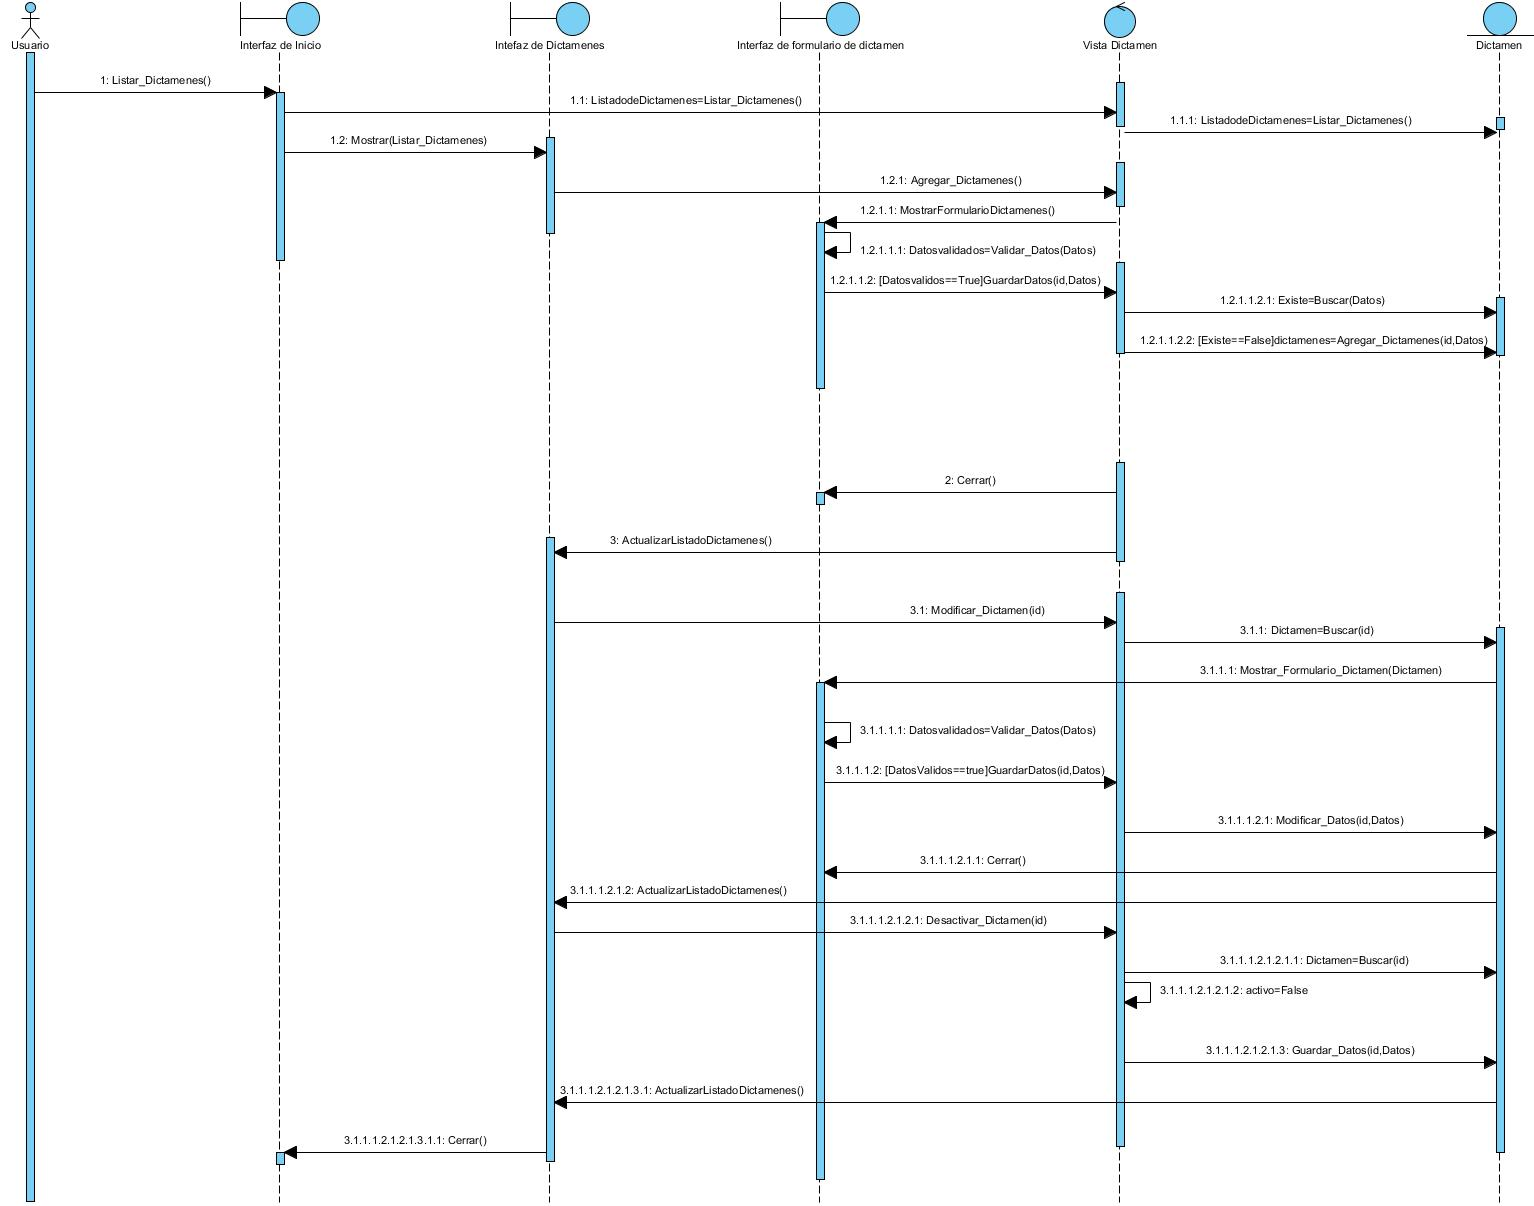 Usuario
Interfaz de Inicio
Intefaz de Dictamenes
Interfaz de formulario de dictamen
Vista Dictamen
Dictamen
1: Listar_Dictamenes()
1.1: ListadodeDictamenes=Listar_Dictamenes()
1.1.1: ListadodeDictamenes=Listar_Dictamenes()
1.2: Mostrar(Listar_Dictamenes)
1.2.1: Agregar_Dictamenes()
1.2.1.1: MostrarFormularioDictamenes()
1.2.1.1.1: Datosvalidados=Validar_Datos(Datos)
1.2.1.1.2: [Datosvalidos==True]GuardarDatos(id,Datos)
1.2.1.1.2.1: Existe=Buscar(Datos)
1.2.1.1.2.2: [Existe==False]dictamenes=Agregar_Dictamenes(id,Datos)
2: Cerrar()
3: ActualizarListadoDictamenes()
3.1: Modificar_Dictamen(id)
3.1.1: Dictamen=Buscar(id)
3.1.1.1: Mostrar_Formulario_Dictamen(Dictamen)
3.1.1.1.1: Datosvalidados=Validar_Datos(Datos)
3.1.1.1.2: [DatosValidos==true]GuardarDatos(id,Datos)
3.1.1.1.2.1: Modificar_Datos(id,Datos)
3.1.1.1.2.1.1: Cerrar()
3.1.1.1.2.1.2: ActualizarListadoDictamenes()
3.1.1.1.2.1.2.1: Desactivar_Dictamen(id)
3.1.1.1.2.1.2.1.1: Dictamen=Buscar(id)
3.1.1.1.2.1.2.1.2: activo=False
3.1.1.1.2.1.2.1.3: Guardar_Datos(id,Datos)
3.1.1.1.2.1.2.1.3.1: ActualizarListadoDictamenes()
3.1.1.1.2.1.2.1.3.1.1: Cerrar()